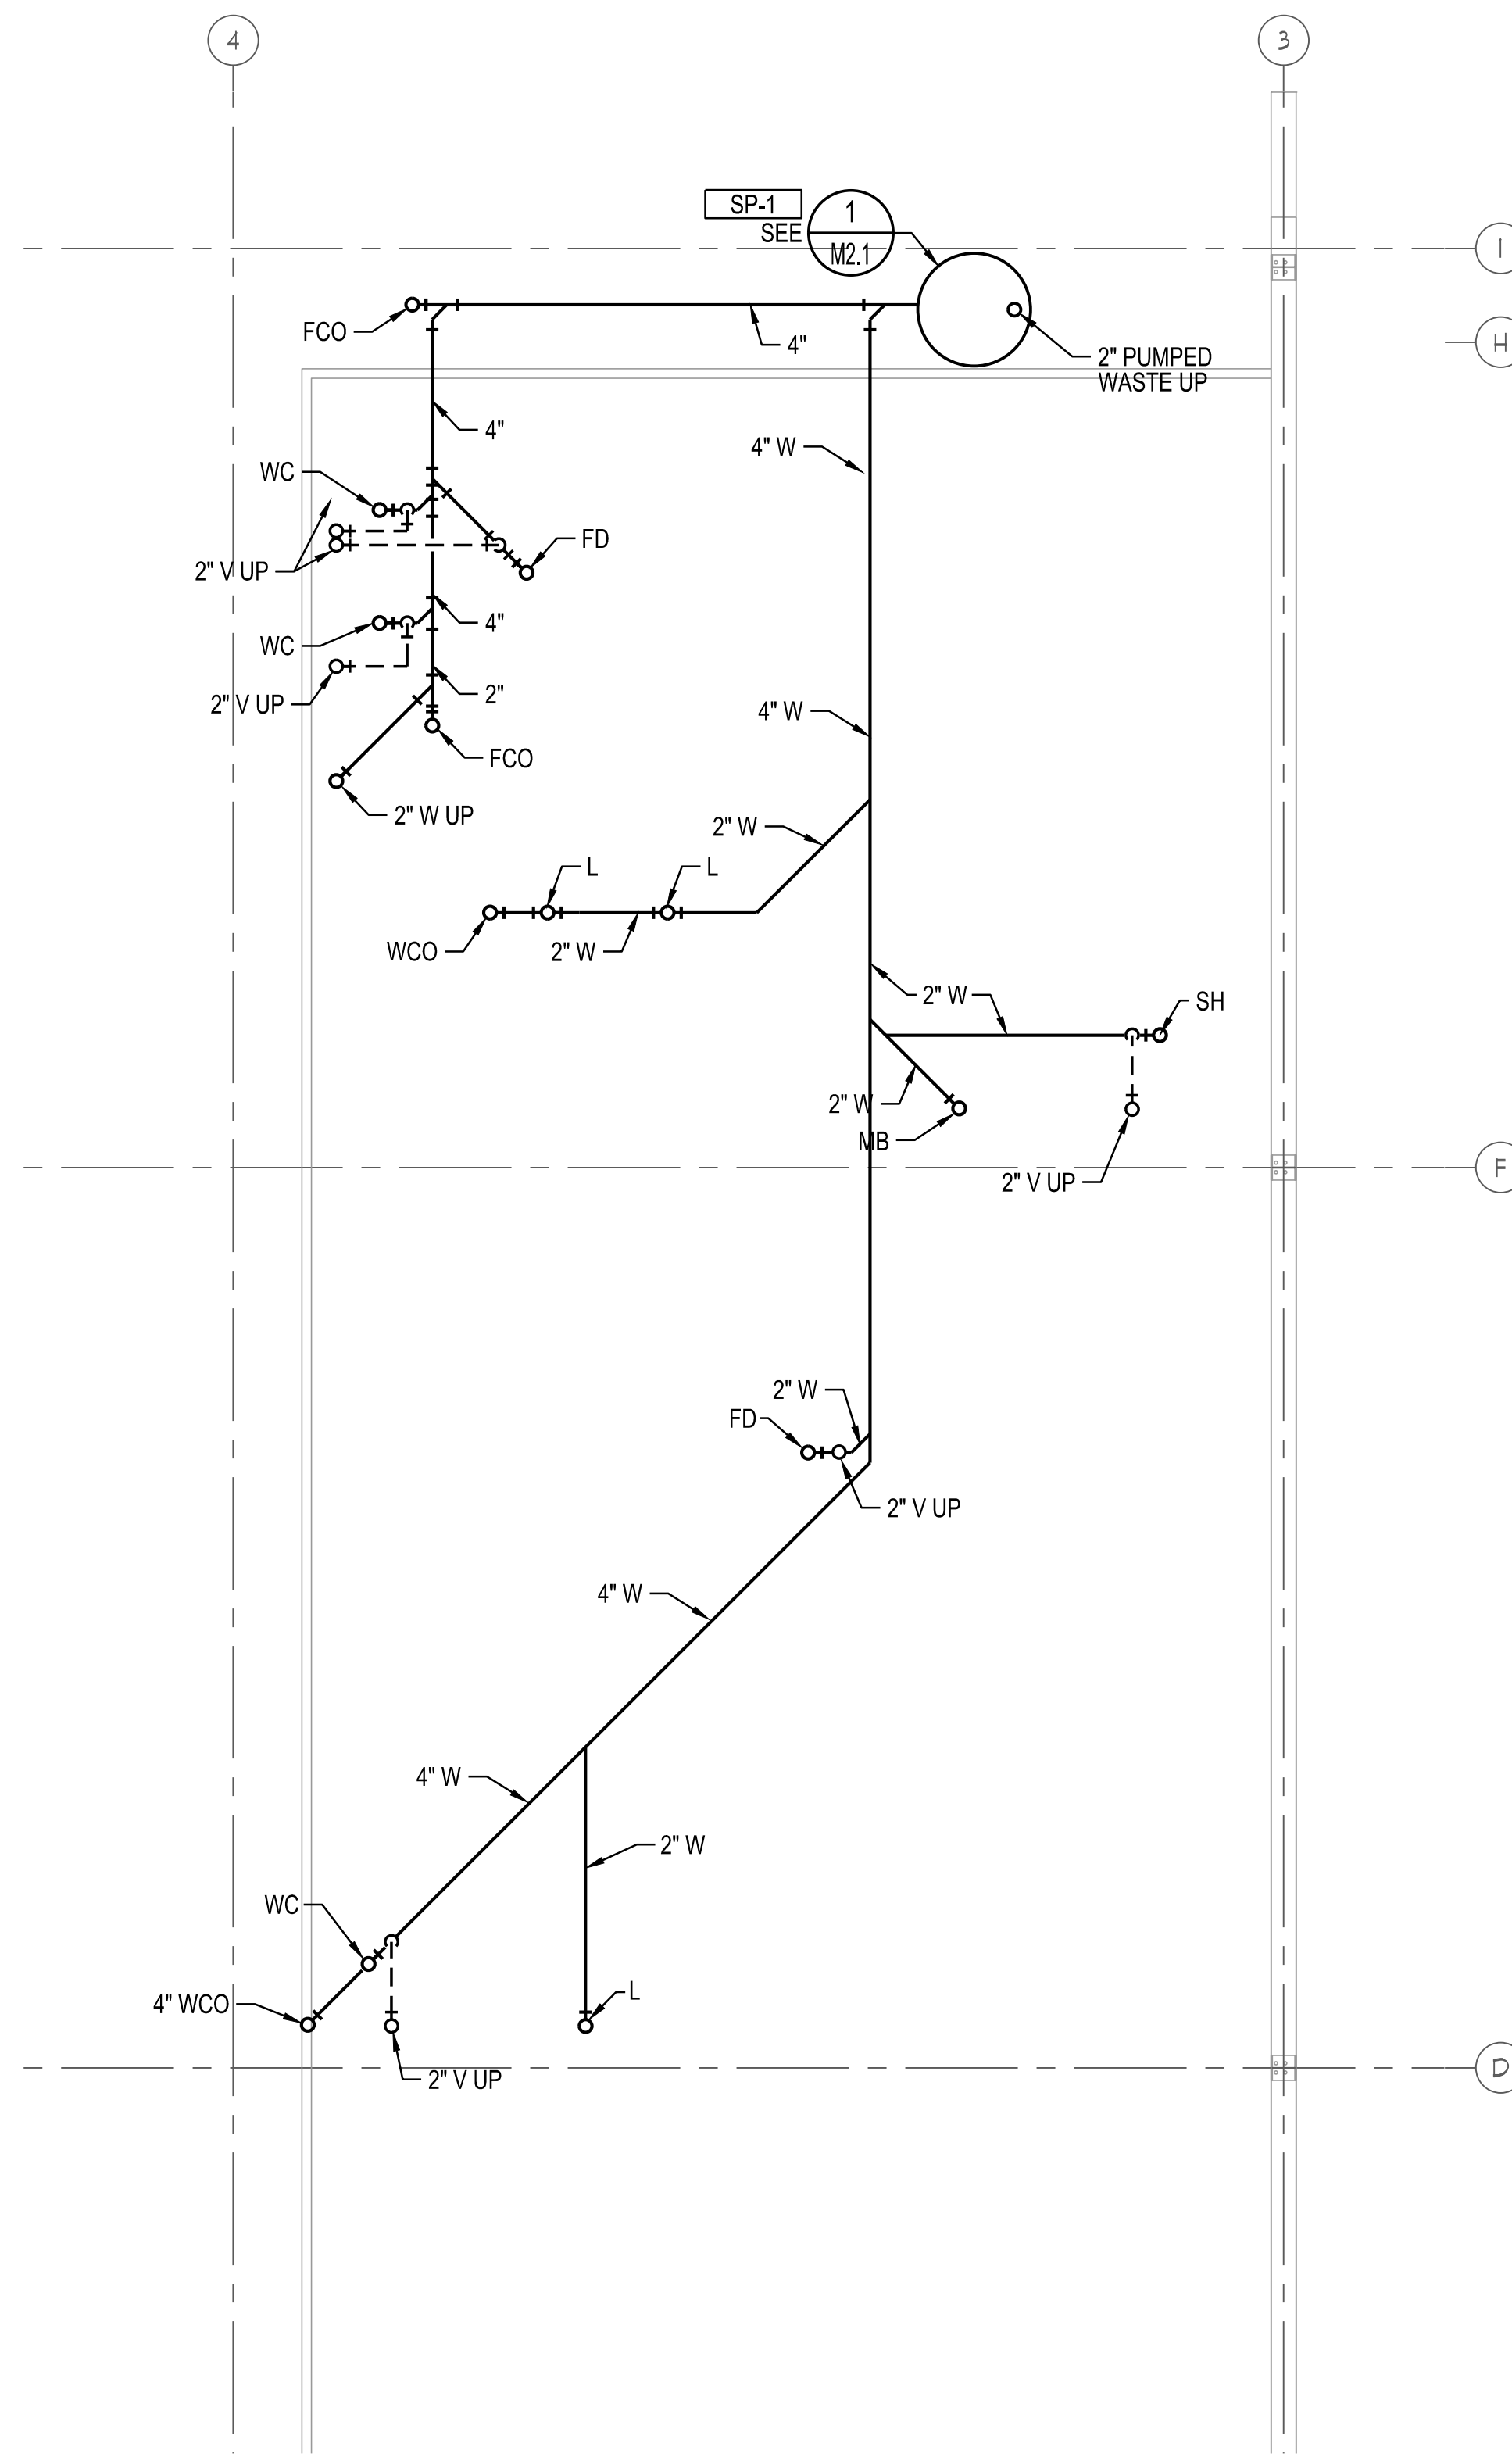 4
3
SP-1
1
SEE
M2.1
I
FCO
4"
H
2" PUMPED
WASTE UP
4"
4" W
WC
FD
2" V UP
4"
WC
2"
2" V UP
4" W
FCO
2" W UP
2" W
L
L
WCO
2" W
2" W
SH
2" W
MB
F
2" V UP
2" W
FD
2" V UP
4" W
4" W
2" W
WC
L
4" WCO
D
2" V UP